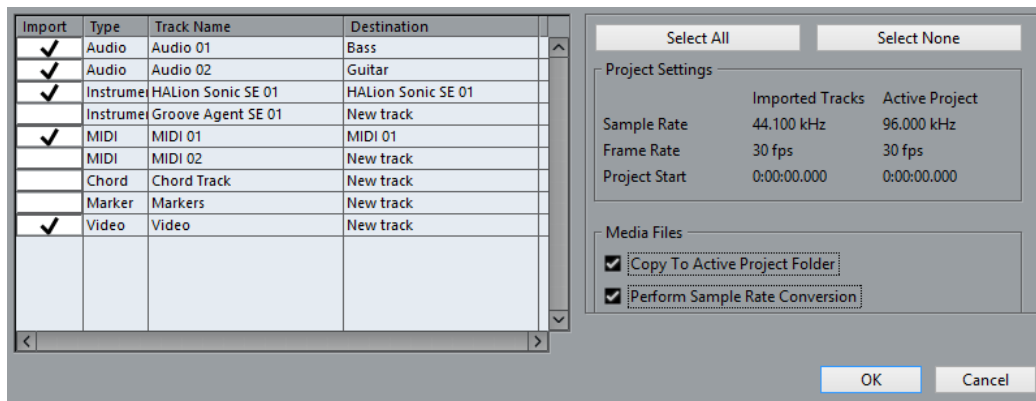 Import Type Track Name Destination
Audio Audio 01 Bass
Audio Audio 02 Guitar
Instrumei HALion Sonic SE 01 HALion Sonic SE 01
Instrumei Groove Agent SE 01 New track
MIDI MIDI 01 MIDI 01
MIDI MIDI 02 New track
Chord Chord Track New track
Marker Markers New track
Video Video New track
Select All Select None
Project Settings
Imported Tracks Active Project
Sample Rate 44.100 kHz 96.000 kHz
Frame Rate 30 fps 30 fps
Project Start 0:00:00.000 0:00:00.000
Media Files
Copy To Active Project Folder
Perform Sample Rate Conversion
OK Cancel